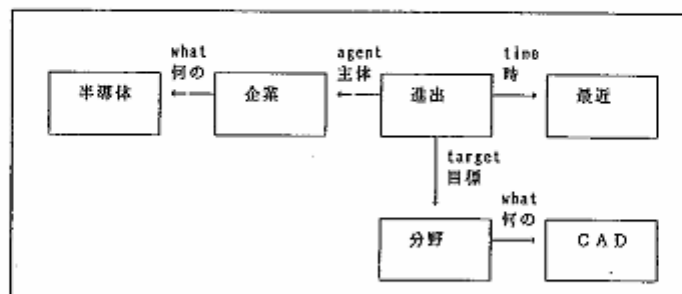 what
何の
agent
主体
time
時
半導体
企業
進出
最近
target
目標
what
何の
分野
CAD